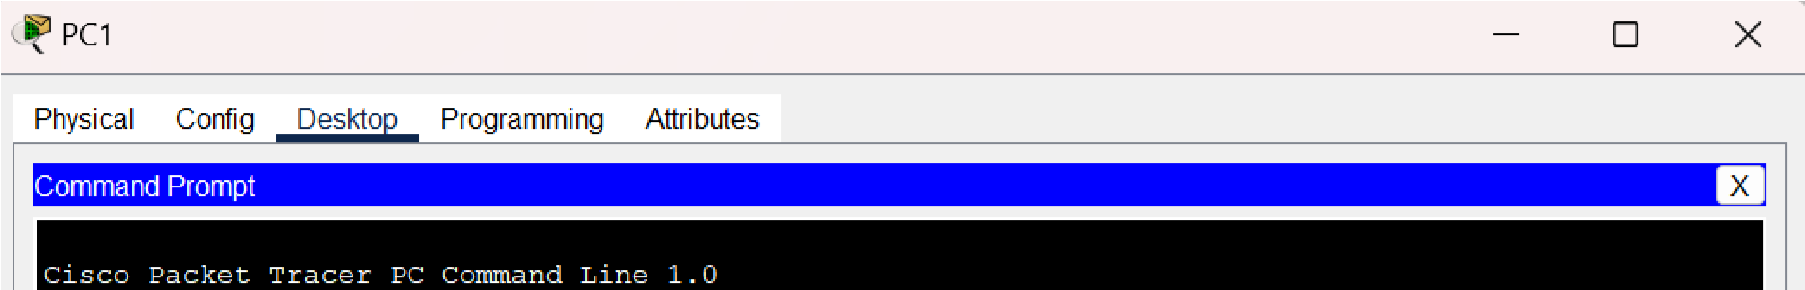 PC1
Physical Config Desktop Programming Attributes
Command Prompt X
Cisco Packet Tracer PC Command Line 1.0